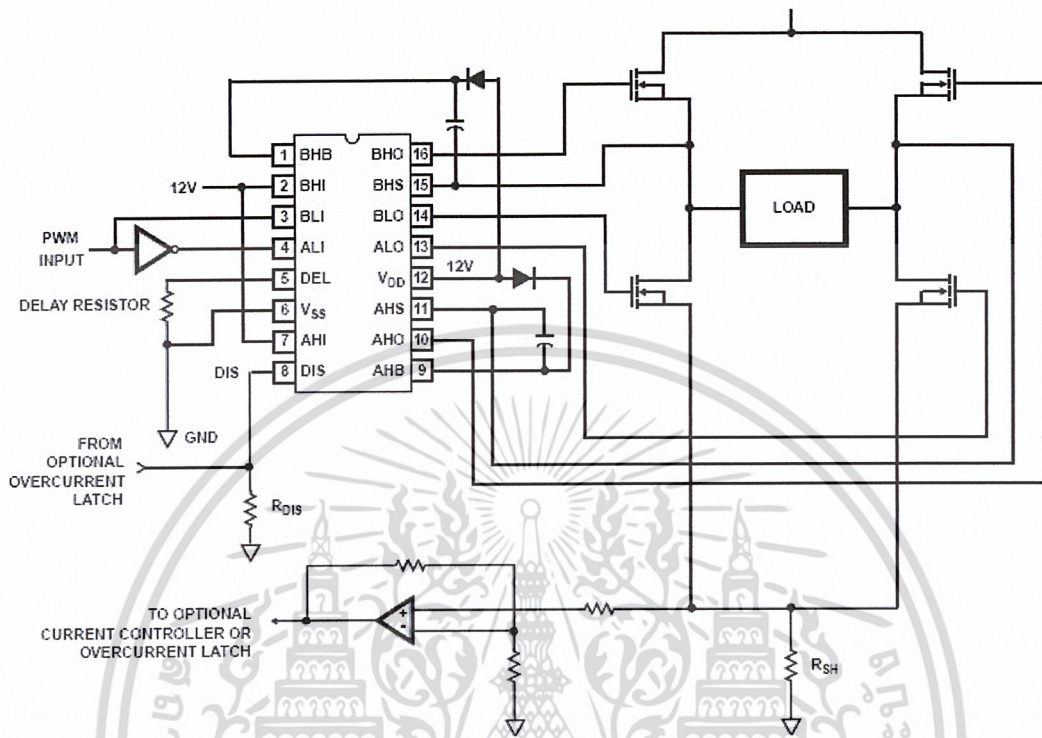 1 BHB BHO 16
12V 2 BHI BHS 15
3 BLI BLO 14
PWM
INPUT
4 ALI ALO 13
5 DEL VDD 12 12V
DELAY RESISTOR
6 VSS AHS 11
7 AHI AHO 10
DIS 8 DIS AHB 9
LOAD
GND
FROM
OPTIONAL
OVERCURRENT
LATCH
RDIS
+
-
TO OPTIONAL
CURRENT CONTROLLER OR
OVERCURRENT LATCH
RSH